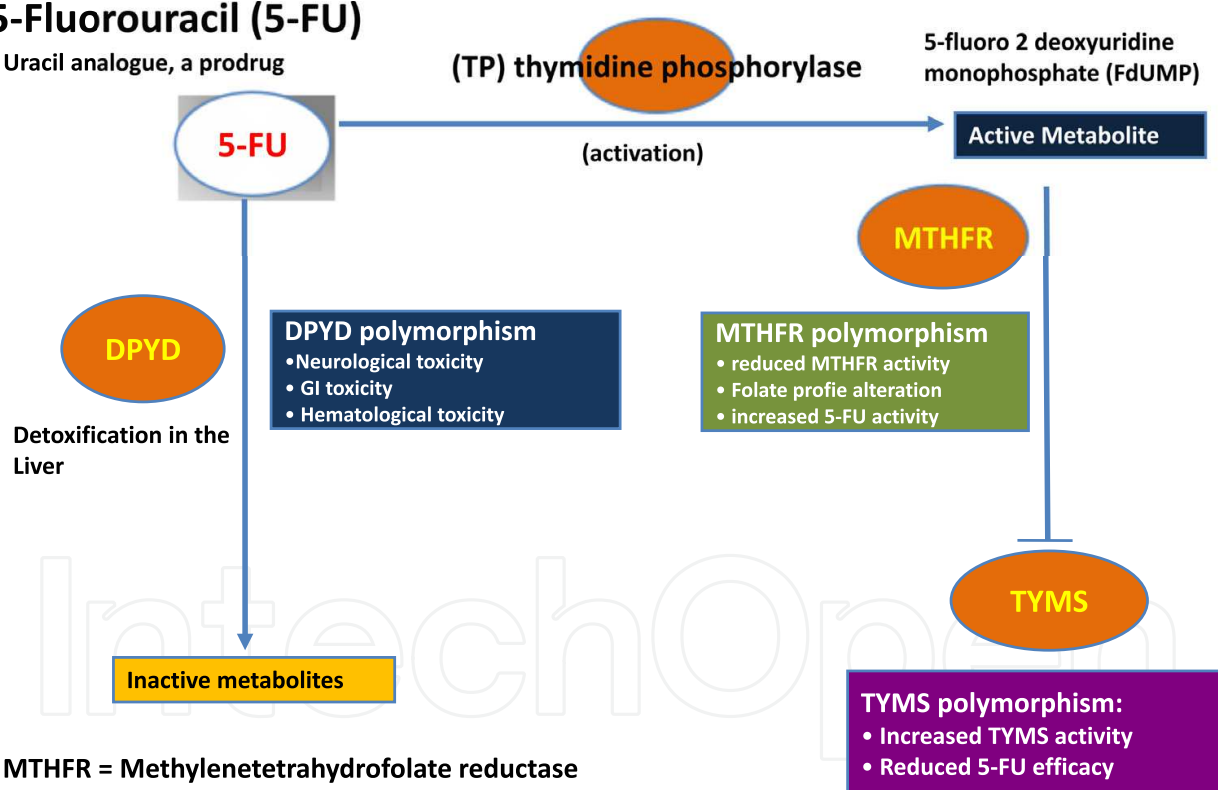 5-Fluorouracil (5-FU)
Uracil analogue, a prodrug
5-FU
(TP) thymidine phosphorylase
(activation)
5-fluoro 2 deoxyuridine
monophosphate (FdUMP)
Active Metabolite
MTHFR
DPYD
DPYD polymorphism
•Neurological toxicity
• GI toxicity
• Hematological toxicity
MTHFR polymorphism
• reduced MTHFR activity
• Folate profie alteration
• increased 5-FU activity
Detoxification in the
Liver
IntechOpen
TYMS
Inactive metabolites
TYMS polymorphism:
• Increased TYMS activity
• Reduced 5-FU efficacy
MTHFR = Methylenetetrahydrofolate reductase